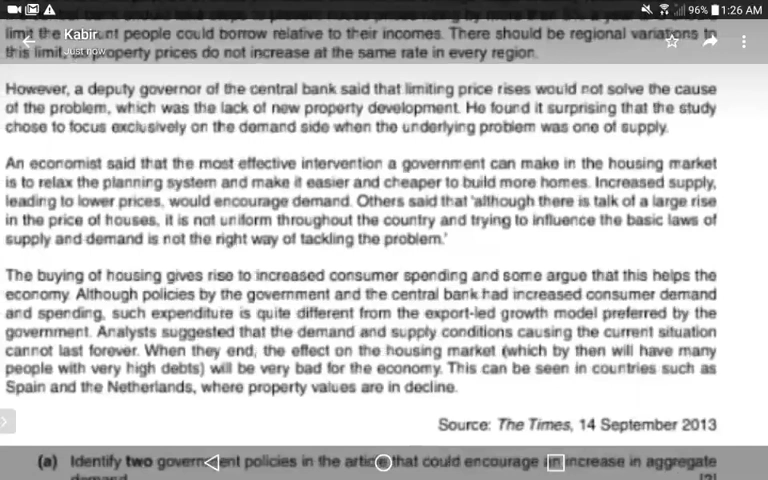 96% 1:26 AM
limit the amount people could borrow relative to their incomes. There should be regional variations to
Kabir
Just now
this limit, as property prices do not increase at the same rate in every region.
However, a deputy governor of the central bank said that limiting price rises would not solve the cause
of the problem, which was the lack of new property development. He found it surprising that the study
chose to focus exclusively on the demand side when the underlying problem was one of supply.
An economist said that the most effective intervention a government can make in the housing market
is to relax the planning system and make it easier and cheaper to build more homes. Increased supply,
leading to lower prices, would encourage demand. Others said that 'although there is talk of a large rise
in the price of houses, it is not uniform throughout the country and trying to influence the basic laws of
supply and demand is not the right way of tackling the problem.'
The buying of housing gives rise to increased consumer spending and some argue that this helps the
economy. Although policies by the government and the central bank had increased consumer demand
and spending, such expenditure is quite different from the export-led growth model preferred by the
government. Analysts suggested that the demand and supply conditions causing the current situation
cannot last forever. When they end, the effect on the housing market (which by then will have many
people with very high debts) will be very bad for the economy. This can be seen in countries such as
Spain and the Netherlands, where property values are in decline.
Source: The Times, 14 September 2013
(a) Identify two government policies in the article that could encourage an increase in aggregate
demand. [2]